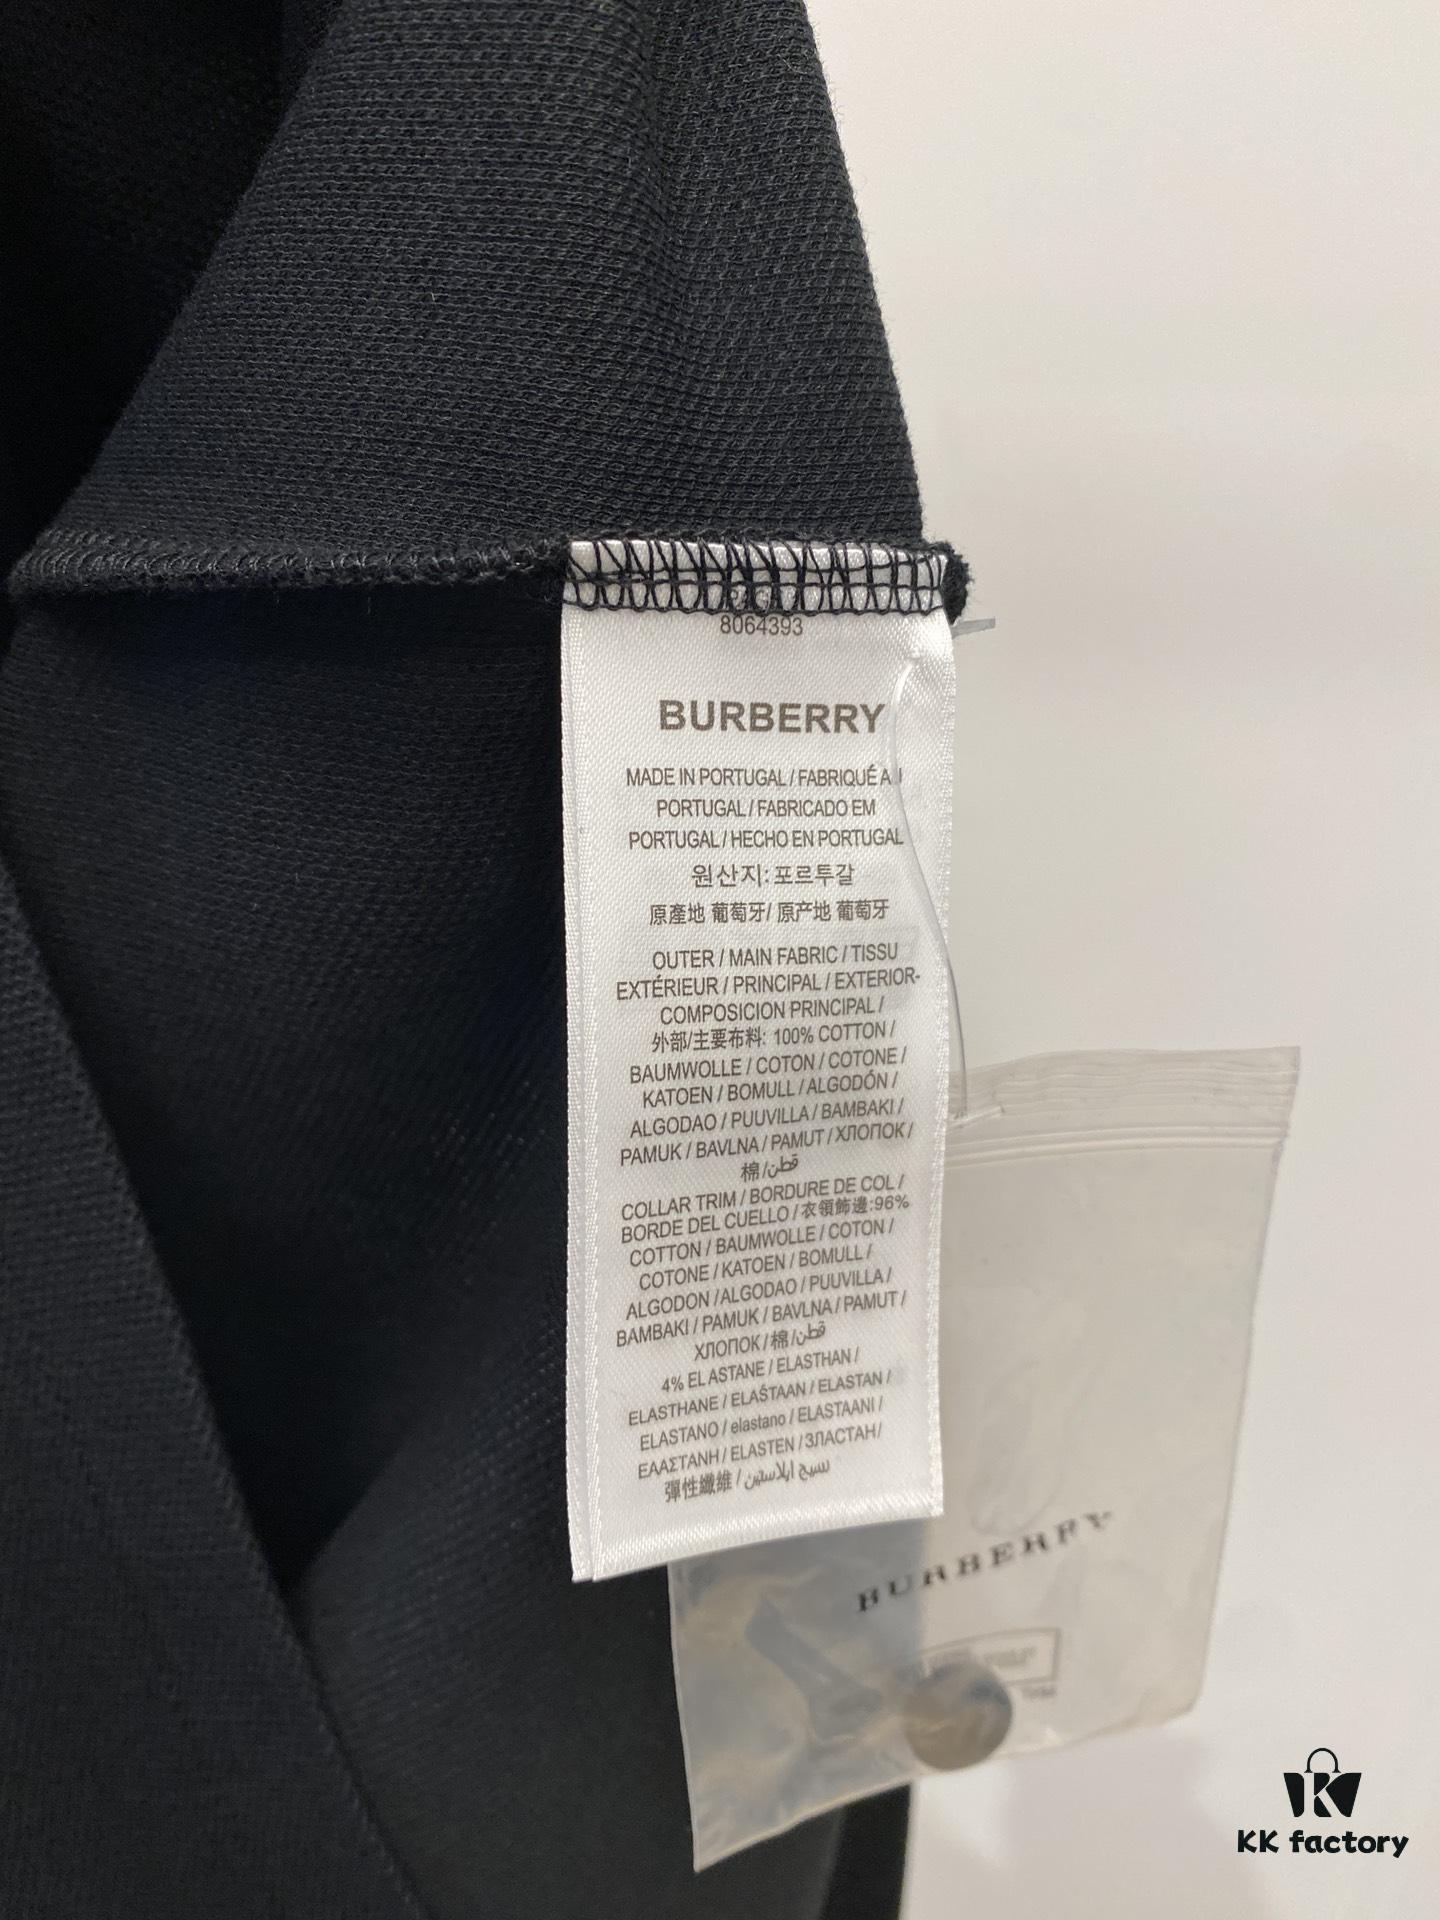 8064393
BURBERRY
MADE IN PORTUGAL / FABRIQUÉ AU
PORTUGAL / FABRICADO EM
PORTUGAL / HECHO EN PORTUGAL
원산지: 포르투갈
原產地 葡萄牙/ 原产地 葡萄牙
OUTER / MAIN FABRIC / TISSU
EXTÉRIEUR / PRINCIPAL / EXTERIOR-
COMPOSICION PRINCIPAL /
外部/主要布料: 100% COTTON /
BAUMWOLLE / COTON / COTONE /
KATOEN / BOMULL / ALGODÓN /
ALGODAO / PUUVILLA / BAMBAKI /
PAMUK / BAVLNA / PAMUT / ХЛОПОК /
棉/قطن
COLLAR TRIM / BORDURE DE COL /
BORDE DEL CUELLO / 衣領飾邊:96%
COTTON / BAUMWOLLE / COTON /
COTONE / KATOEN / BOMULL /
ALGODON /ALGODAO / PUUVILLA /
BAMBAKI / PAMUK / BAVLNA / PAMUT /
ХЛОПОК / 棉/قطن
4% EL ASTANE / ELASTHAN /
ELASTHANE / ELAŠTAAN / ELASTAN /
ELASTANO / elastano / ELASTAANI /
ΕΛΑΣΤΑΝΗ / ELASTEN / ЗЛАСТАН/
彈性纖維 / نسيج ايلاستين
BURBERRY
KK factory